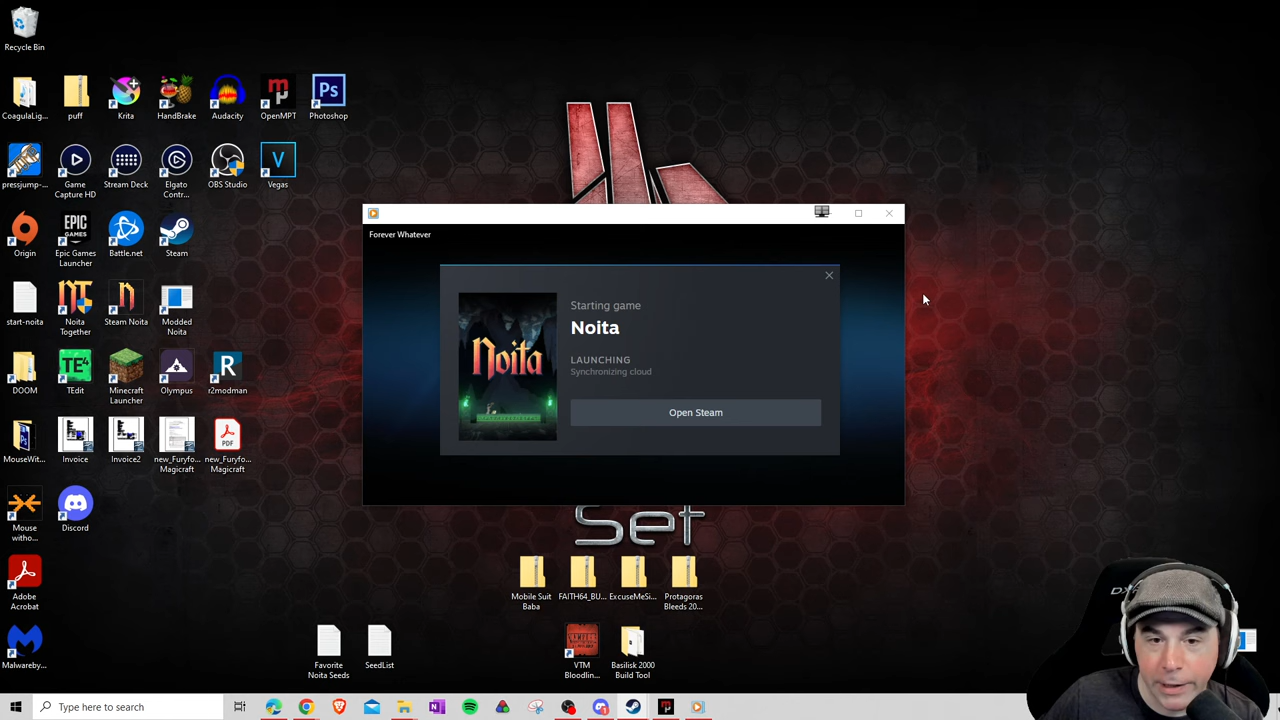 Recycle Bin
CoagulaLig...
puff
Krita
HandBrake
Audacity
OpenMPT
Photoshop
pressjump-...
Game
Capture HD
Stream Deck
Elgato
Contr...
OBS Studio
Vegas
Origin
Epic Games
Launcher
Battle.net
Steam
start-noita
Noita
Together
Steam Noita
Modded
Noita
DOOM
TEdit
Minecraft
Launcher
Olympus
r2modman
MouseWit...
Invoice
Invoice2
new_Furyfo...
Magicraft
new_Furyfo...
Magicraft
Mouse
witho...
Discord
Adobe
Acrobat
Malwareby...
Forever Whatever
Starting game
Noita
LAUNCHING
Synchronizing cloud
Open Steam
Noita
Set
Mobile Suit
Baba
FAITH64_BU...
ExcuseMeSi...
Protagoras
Bleeds 20...
Favorite
Noita Seeds
SeedList
VTM
Bloodlin...
Basilisk 2000
Build Tool
Type here to search